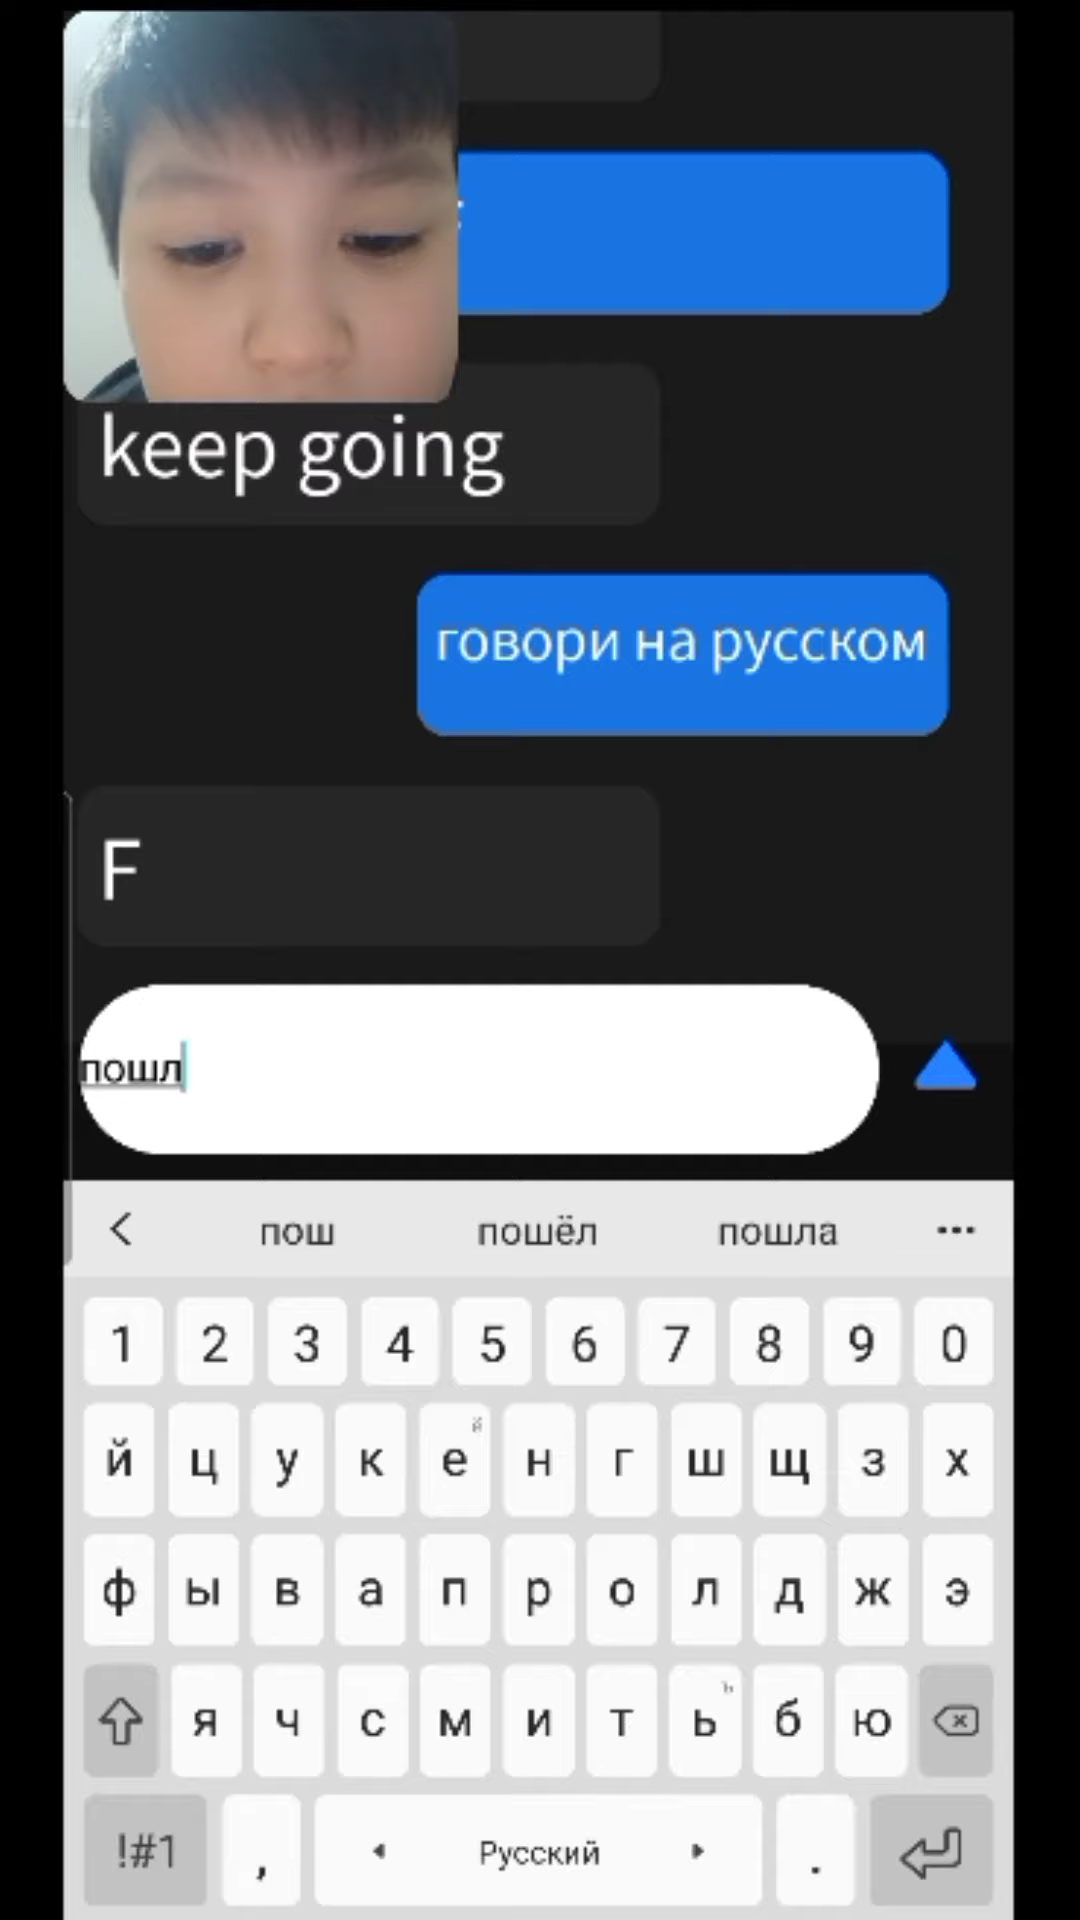 keep going
говори на русском
F
пошл
пош пошёл пошла
1 2 3 4 5 6 7 8 9 0
й ц у к е н г ш щ з х
ф ы в а п р о л д ж э
я ч с м и т ь ъ б ю
!#1 , Русский .